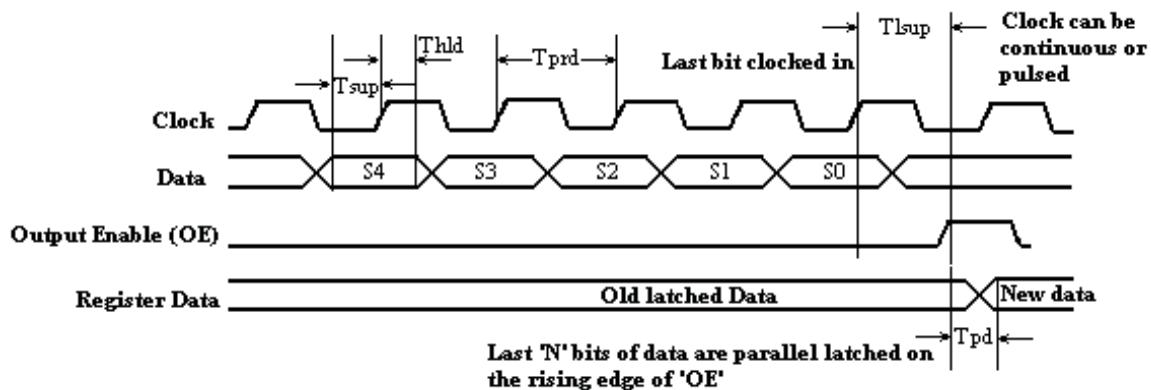 Tlsup
Clock can be
continuous or
pulsed
Thld
Tprd
Last bit clocked in
Tsup
Clock
Data
S4
S3
S2
S1
S0
Output Enable (OE)
Register Data
Old latched Data
New data
Tpd
Last 'N' bits of data are parallel latched on
the rising edge of 'OE'